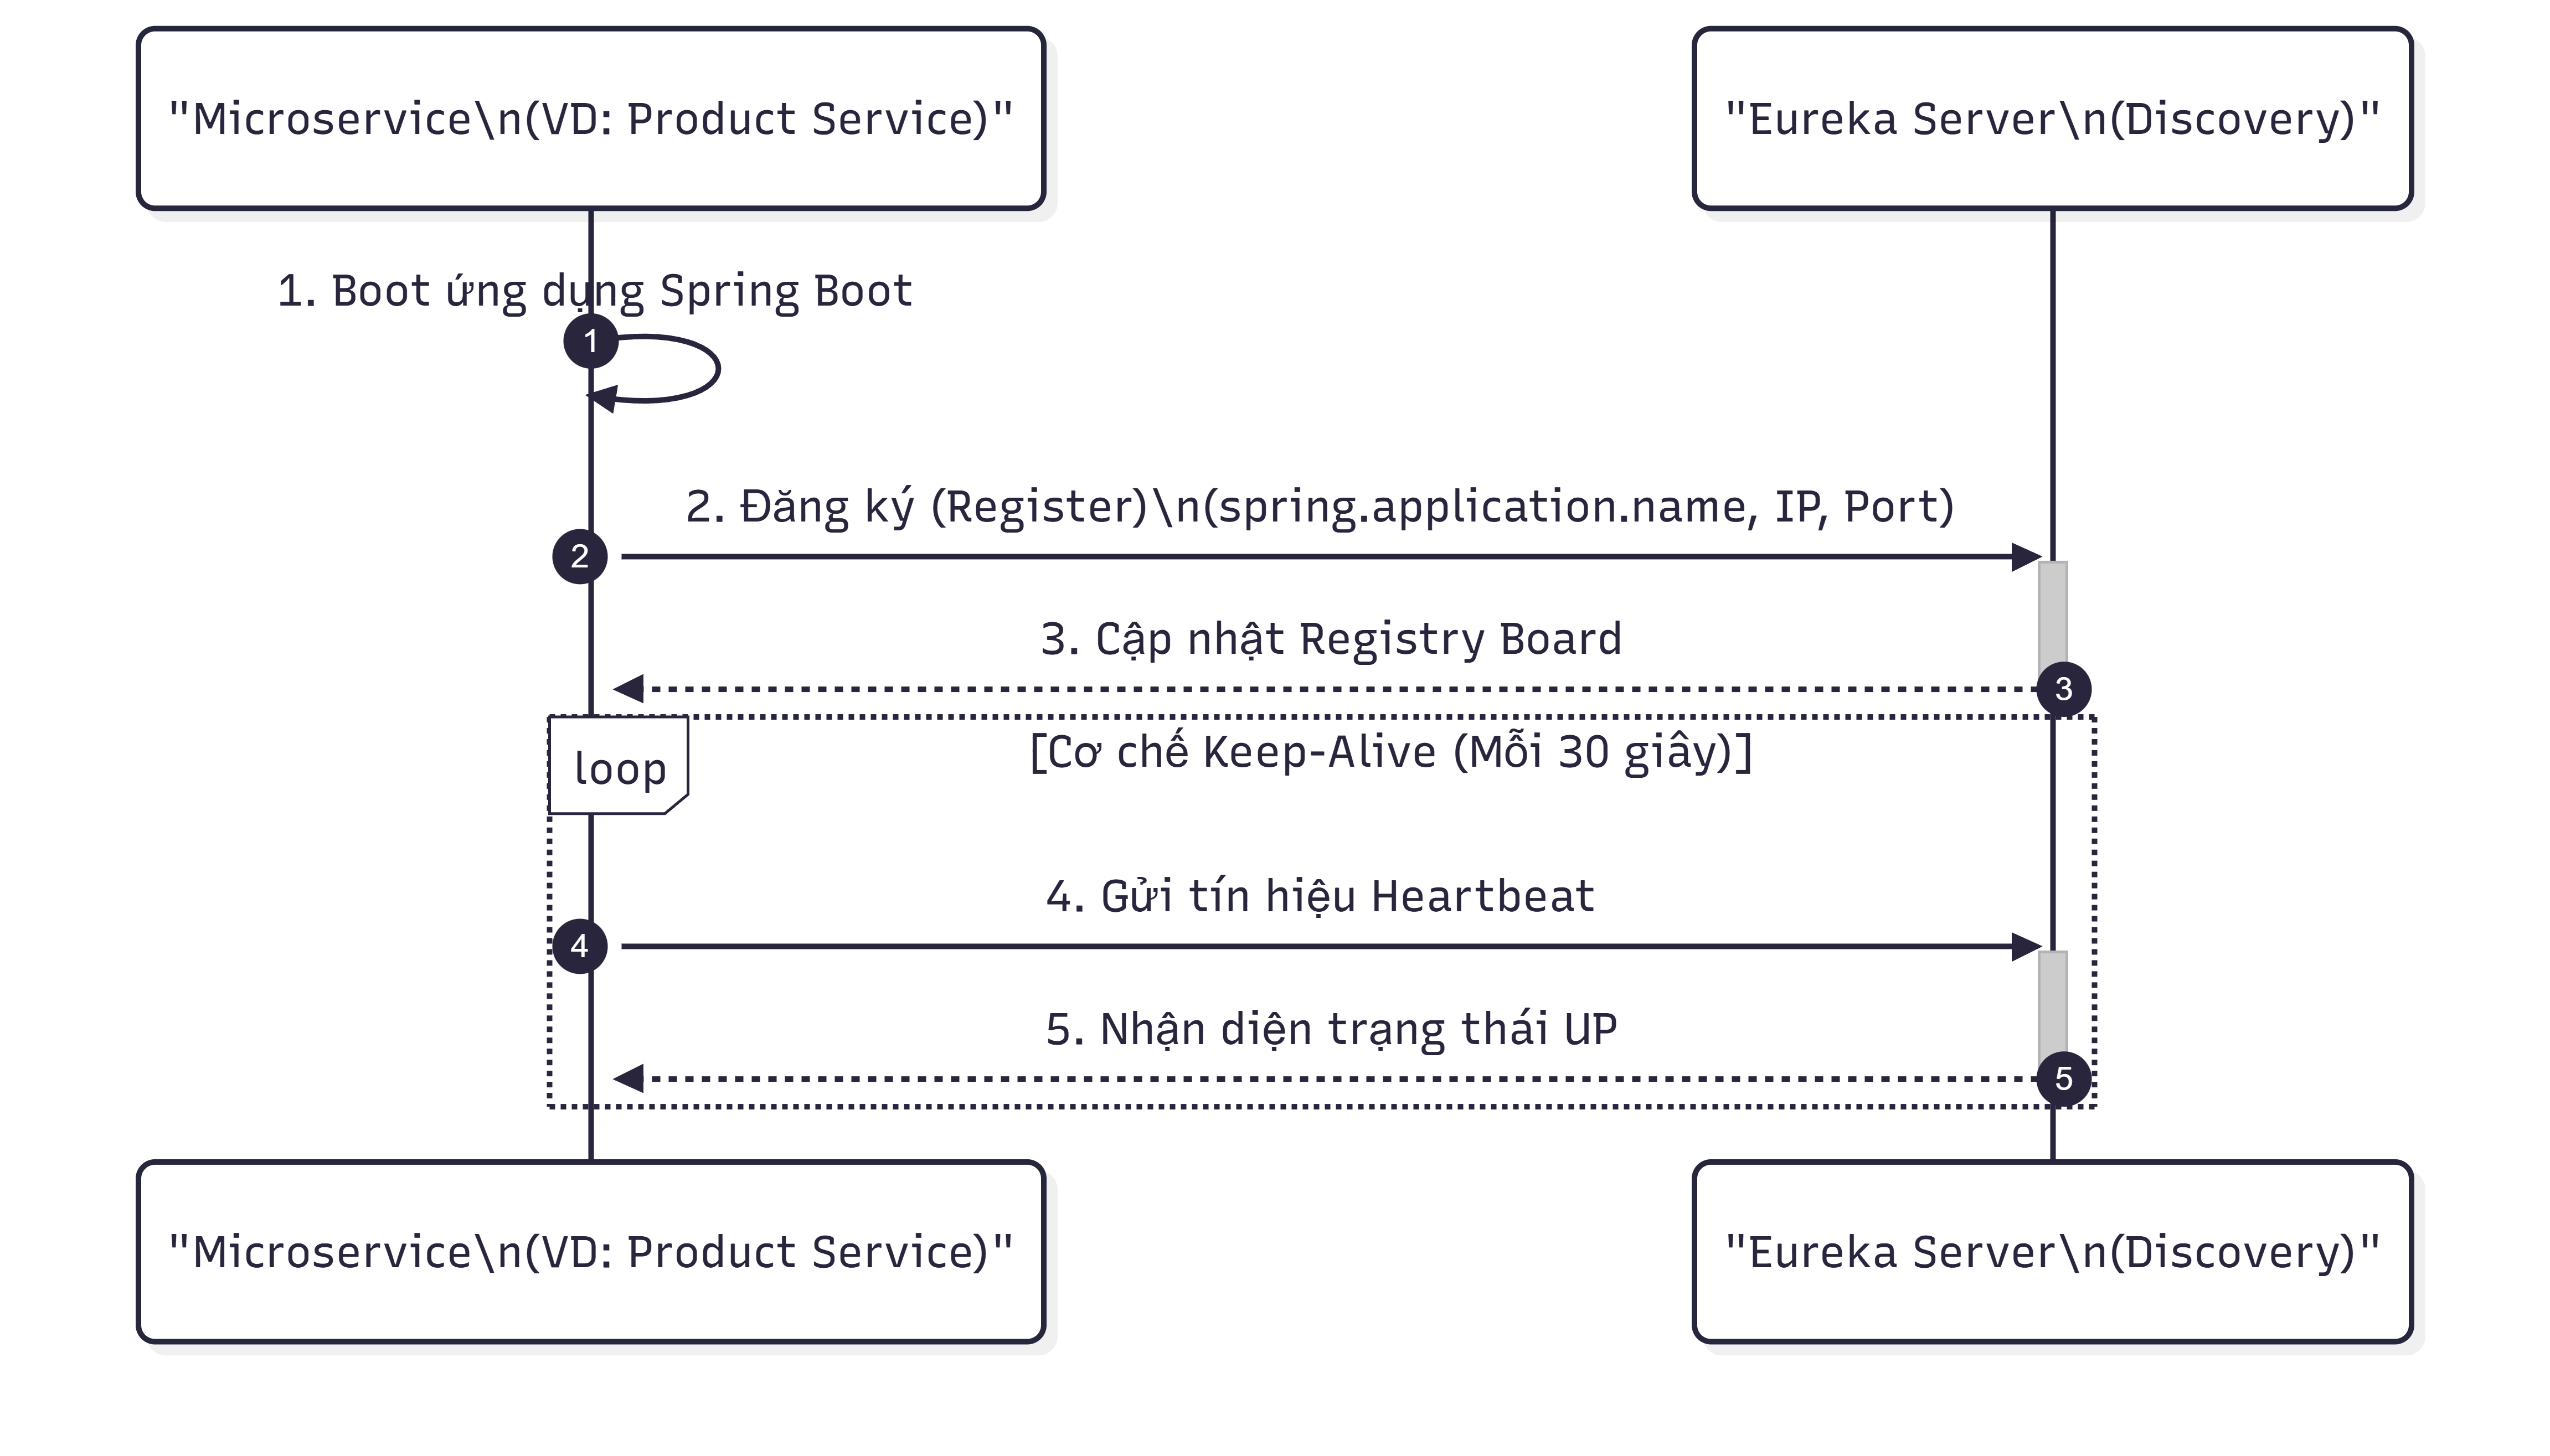 "Microservice\n(VD: Product Service)"
"Eureka Server\n(Discovery)"
1. Boot ứng dụng Spring Boot
1
2. Đăng ký (Register)\n(spring.application.name, IP, Port)
2
3. Cập nhật Registry Board
3
loop
[Cơ chế Keep-Alive (Mỗi 30 giây)]
4. Gửi tín hiệu Heartbeat
4
5. Nhận diện trạng thái UP
5
"Microservice\n(VD: Product Service)"
"Eureka Server\n(Discovery)"